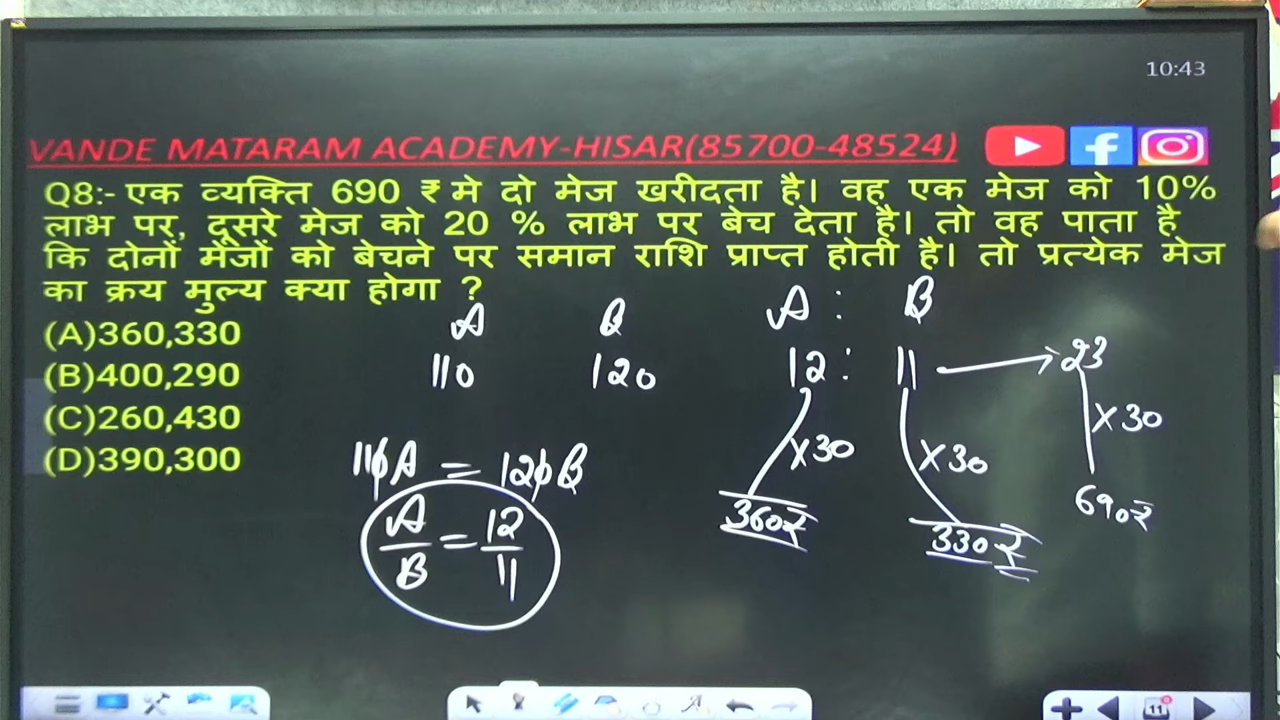 10:43
VANDE MATARAM ACADEMY-HISAR(85700-48524)
Q8:- एक व्यक्ति 690 ₹ मे दो मेज खरीदता है। वह एक मेज को 10%
लाभ पर, दूसरे मेज को 20 % लाभ पर बेच देता है। तो वह पाता है
कि दोनों मेजों को बेचने पर समान राशि प्राप्त होती है। तो प्रत्येक मेज
का क्रय मुल्य क्या होगा ?
(A)360,330
(B)400,290
(C)260,430
(D)390,300
A B
110 120
110A = 120B
A/B = 12/11
A : B
12 : 11 → 23
×30 ×30 ×30
360₹ 330₹ 690₹
11